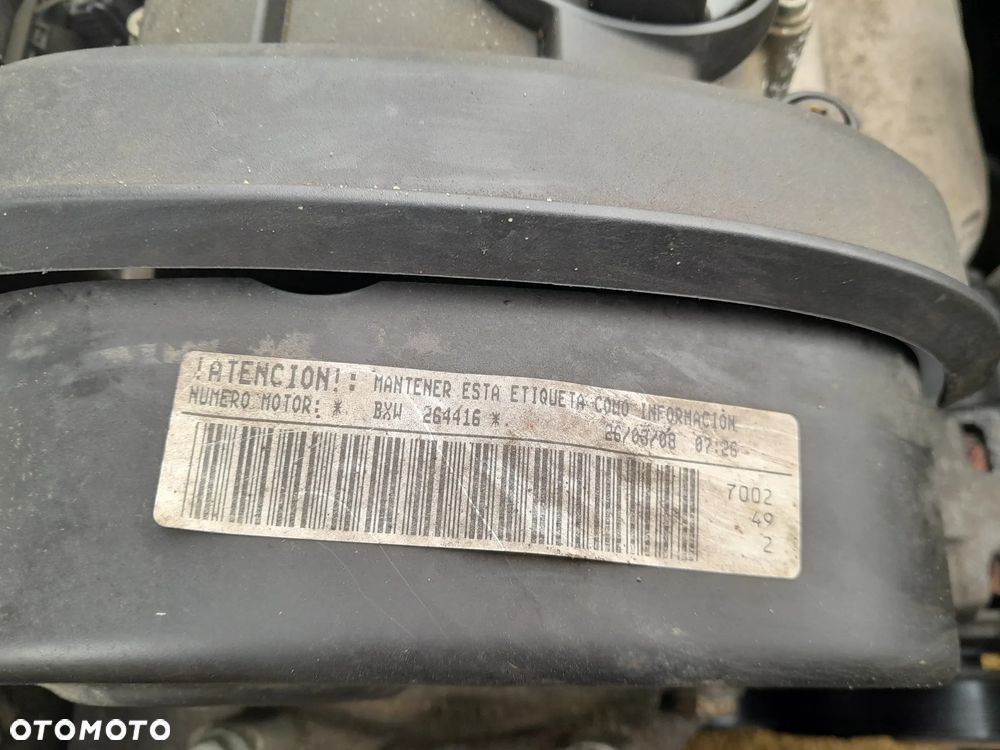 !ATENCION!: MANTENER ESTA ETIQUETA COMO INFORMACIÓN
NUMERO MOTOR: * BXW 264416 *. 26/03/08 07:26
7002
49
2
OTOMOTO